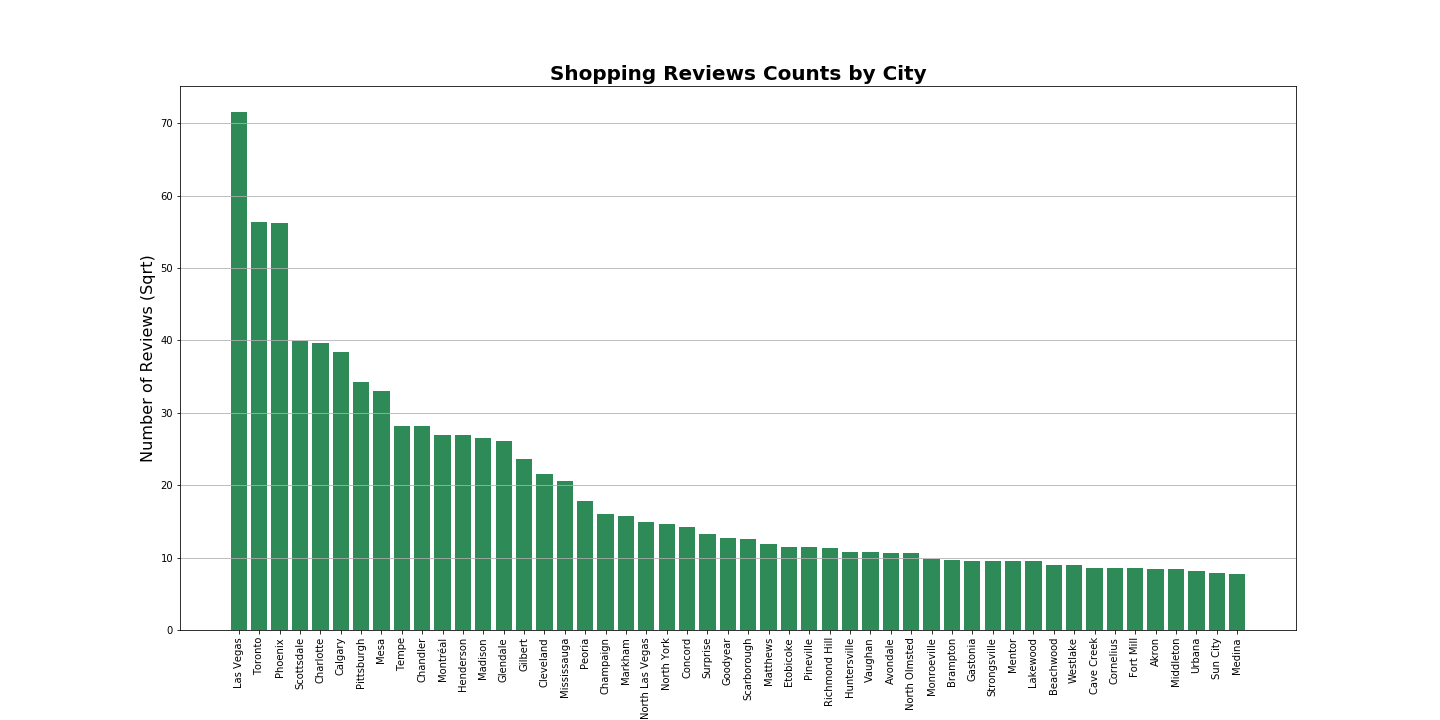 Shopping Reviews Counts by City
Number of Reviews (Sqrt)
70
60
50
40
30
20
10
0
Las Vegas
Toronto
Phoenix
Scottsdale
Charlotte
Calgary
Pittsburgh
Mesa
Tempe
Chandler
Montréal
Henderson
Madison
Glendale
Gilbert
Cleveland
Mississauga
Peoria
Champaign
Markham
North Las Vegas
North York
Concord
Surprise
Goodyear
Scarborough
Matthews
Etobicoke
Pineville
Richmond Hill
Huntersville
Vaughan
Avondale
North Olmsted
Monroeville
Brampton
Gastonia
Strongsville
Mentor
Lakewood
Beachwood
Westlake
Cave Creek
Cornelius
Fort Mill
Akron
Middleton
Urbana
Sun City
Medina